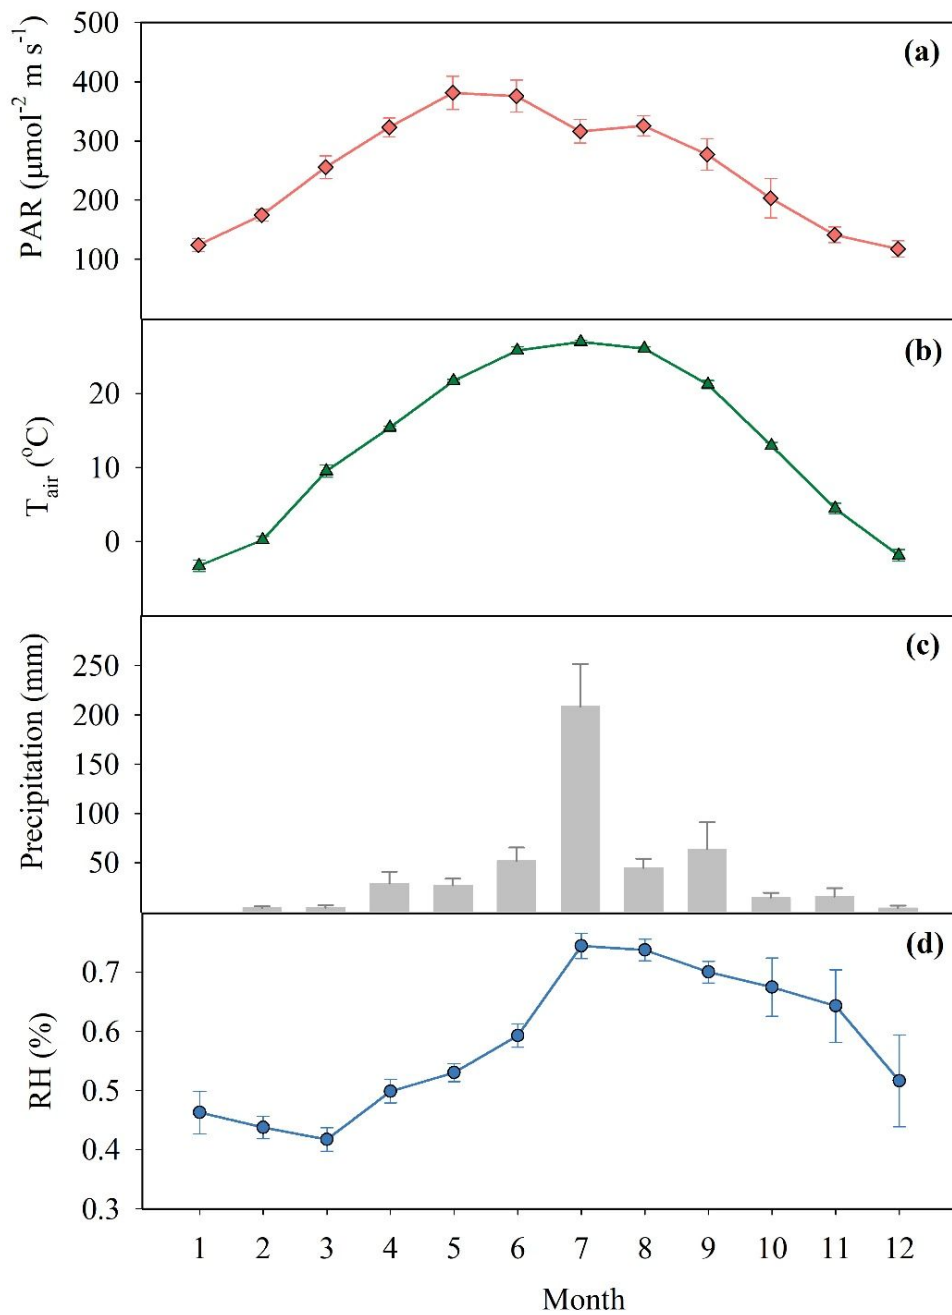 (a)
PAR (μmol⁻² m s⁻¹)
500
400
300
200
100
(b)
T_air (°C)
20
10
0
(c)
Precipitation (mm)
250
200
150
100
50
(d)
RH (%)
0.7
0.6
0.5
0.4
0.3
1 2 3 4 5 6 7 8 9 10 11 12
Month